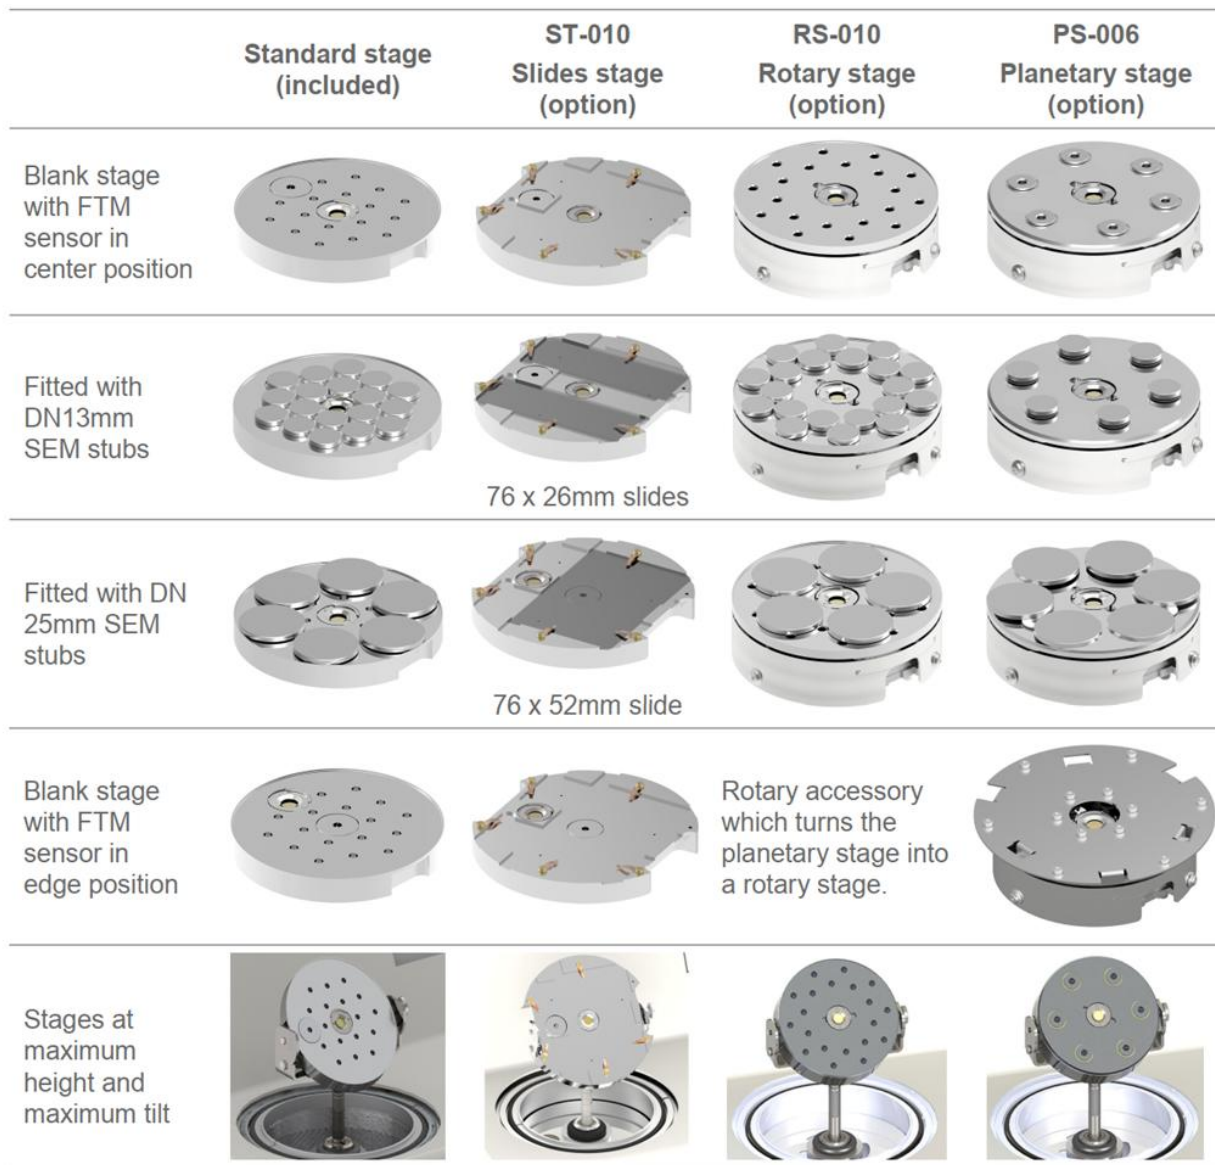 Standard stage
(included)
ST-010
Slides stage
(option)
RS-010
Rotary stage
(option)
PS-006
Planetary stage
(option)
Blank stage
with FTM
sensor in
center position
Fitted with
DN13mm
SEM stubs
76 x 26mm slides
Fitted with DN
25mm SEM
stubs
76 x 52mm slide
Blank stage
with FTM
sensor in
edge position
Rotary accessory
which turns the
planetary stage into
a rotary stage.
Stages at
maximum
height and
maximum tilt